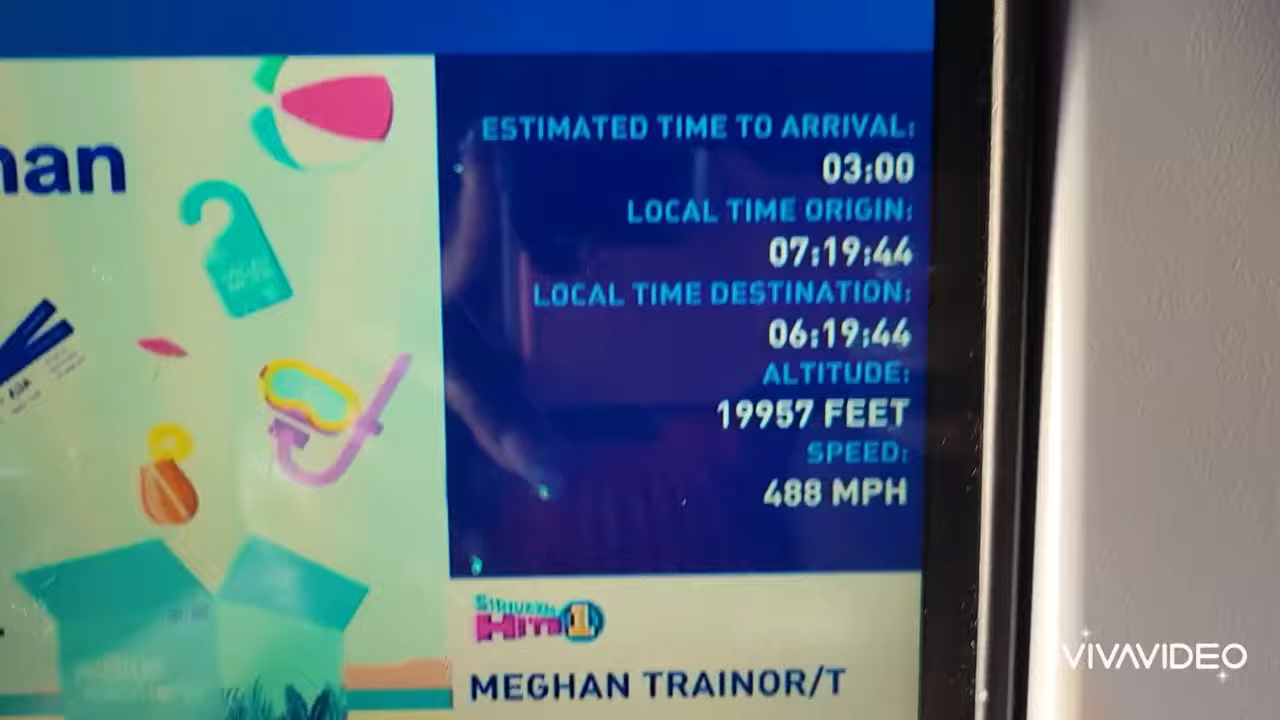 nan
ESTIMATED TIME TO ARRIVAL:
03:00
LOCAL TIME ORIGIN:
07:19:44
LOCAL TIME DESTINATION:
06:19:44
ALTITUDE:
19957 FEET
SPEED:
488 MPH
SIRIUSXM
HITS 1
MEGHAN TRAINOR/T
VIVAVIDEO